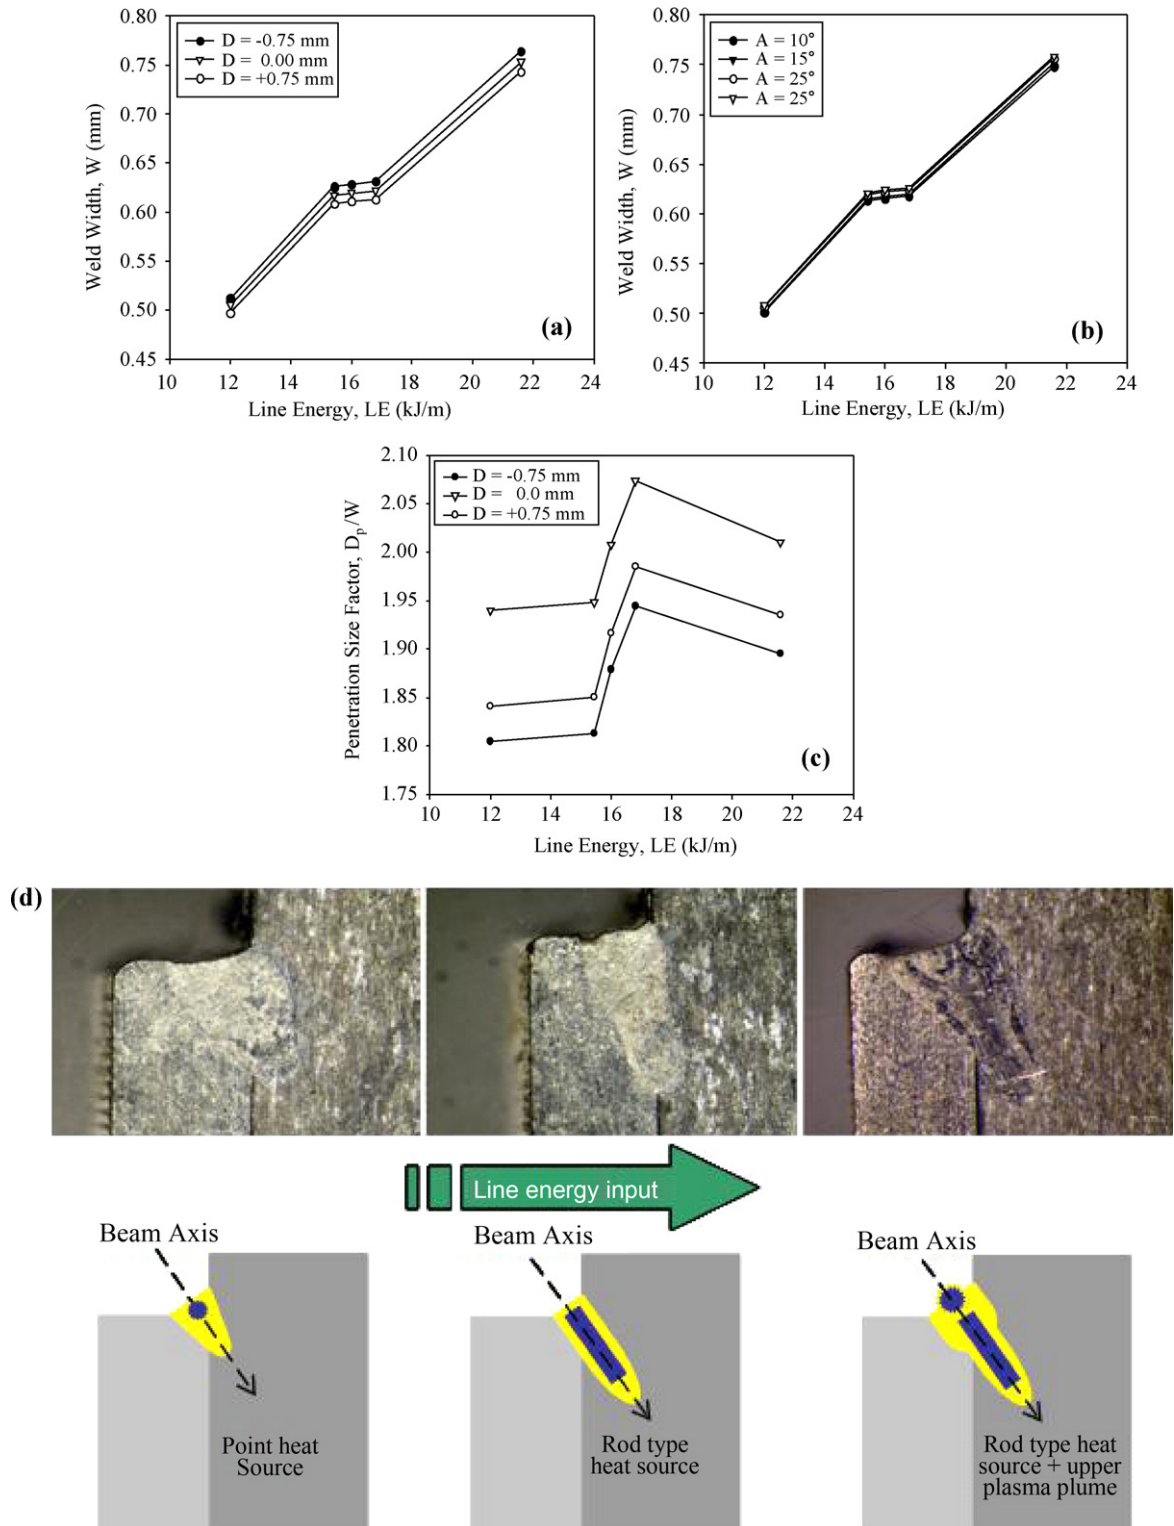 0.80
0.75
0.70
0.65
0.60
0.55
0.50
0.45
Weld Width, W (mm)
D = -0.75 mm
D = 0.00 mm
D = +0.75 mm
(a)
10 12 14 16 18 20 22 24
Line Energy, LE (kJ/m)
0.80
0.75
0.70
0.65
0.60
0.55
0.50
0.45
Weld Width, W (mm)
A = 10°
A = 15°
A = 25°
A = 25°
(b)
10 12 14 16 18 20 22 24
Line Energy, LE (kJ/m)
2.10
2.05
2.00
1.95
1.90
1.85
1.80
1.75
Penetration Size Factor, Dp/W
D = -0.75 mm
D = 0.0 mm
D = +0.75 mm
(c)
10 12 14 16 18 20 22 24
Line Energy, LE (kJ/m)
(d)
Line energy input
Beam Axis
Point heat
Source
Beam Axis
Rod type
heat source
Beam Axis
Rod type heat
source + upper
plasma plume